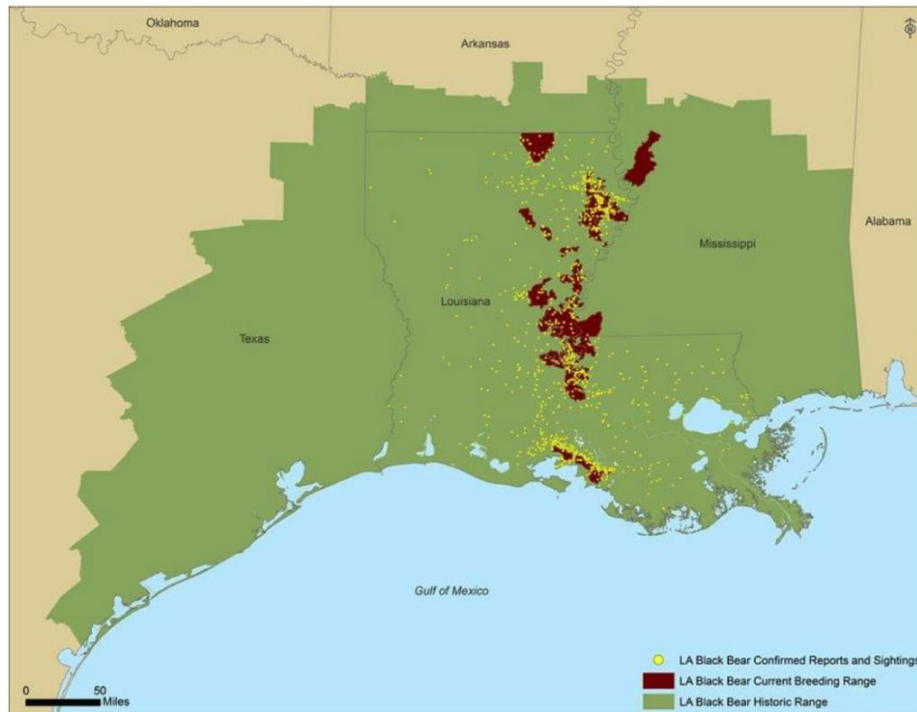 Oklahoma
Arkansas
N
Alabama
Mississippi
Louisiana
Texas
Gulf of Mexico
LA Black Bear Confirmed Reports and Sightings
LA Black Bear Current Breeding Range
LA Black Bear Historic Range
0 50
Miles